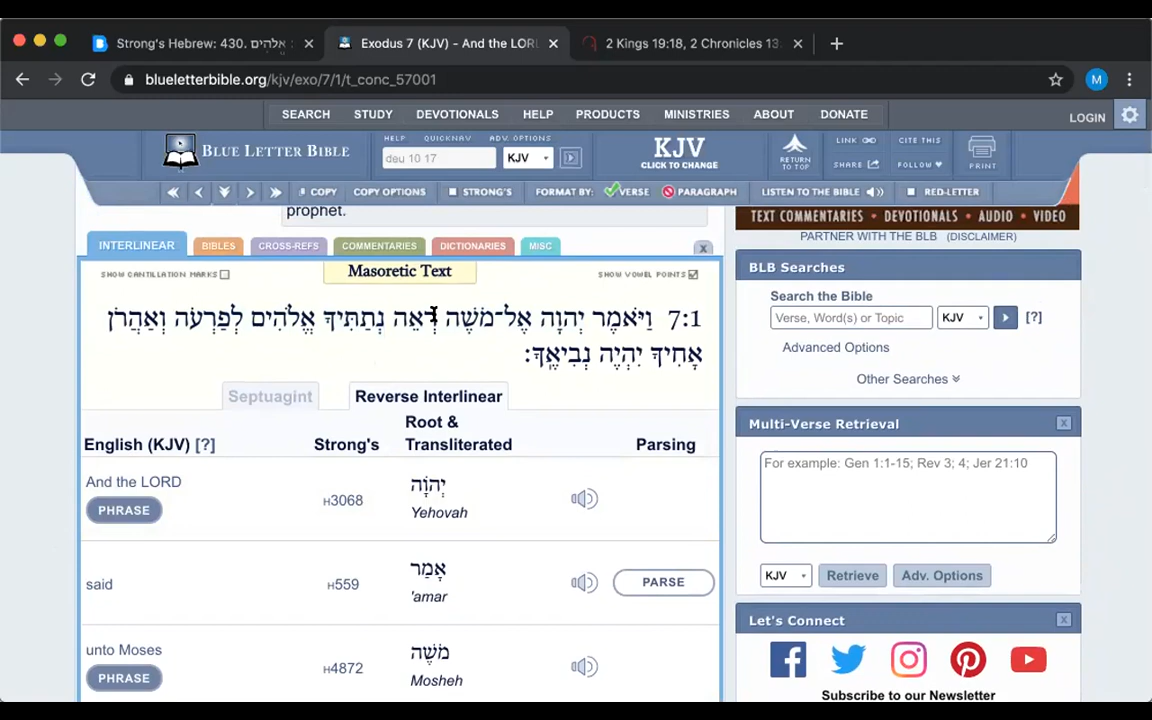 Strong's Hebrew: 430. אֱלֹהִים
Exodus 7 (KJV) - And the LOR
2 Kings 19:18, 2 Chronicles 13
blueletterbible.org/kjv/exo/7/1/t_conc_57001
M
SEARCH STUDY DEVOTIONALS HELP PRODUCTS MINISTRIES ABOUT DONATE LOGIN
BLUE LETTER BIBLE
HELP QUICKNAV ADV. OPTIONS
deu 10 17 KJV
KJV
CLICK TO CHANGE
RETURN TO TOP
LINK CITE THIS
SHARE FOLLOW PRINT
COPY COPY OPTIONS STRONG'S FORMAT BY: VERSE PARAGRAPH LISTEN TO THE BIBLE RED-LETTER
prophet.
INTERLINEAR BIBLES CROSS-REFS COMMENTARIES DICTIONARIES MISC x
SHOW CANTILLATION MARKS Masoretic Text SHOW VOWEL POINTS
7:1 וַיֹּאמֶר יְהוָה אֶל־מֹשֶׁה רְאֵה נְתַתִּיךָ אֱלֹהִים לְפַרְעֹה וְאַהֲרֹן
אָחִיךָ יִהְיֶה נְבִיאֶךָ׃
Septuagint Reverse Interlinear
English (KJV) [?] Strong's Root & Transliterated Parsing
And the LORD H3068 יְהֹוָה
PHRASE Yehovah
said H559 אָמַר PARSE
'amar
unto Moses H4872 מֹשֶׁה
PHRASE Mosheh
TEXT COMMENTARIES • DEVOTIONALS • AUDIO • VIDEO
PARTNER WITH THE BLB (DISCLAIMER)
BLB Searches
Search the Bible
Verse, Word(s) or Topic KJV [?]
Advanced Options
Other Searches
Multi-Verse Retrieval x
For example: Gen 1:1-15; Rev 3; 4; Jer 21:10
KJV Retrieve Adv. Options
Let's Connect x
Subscribe to our Newsletter